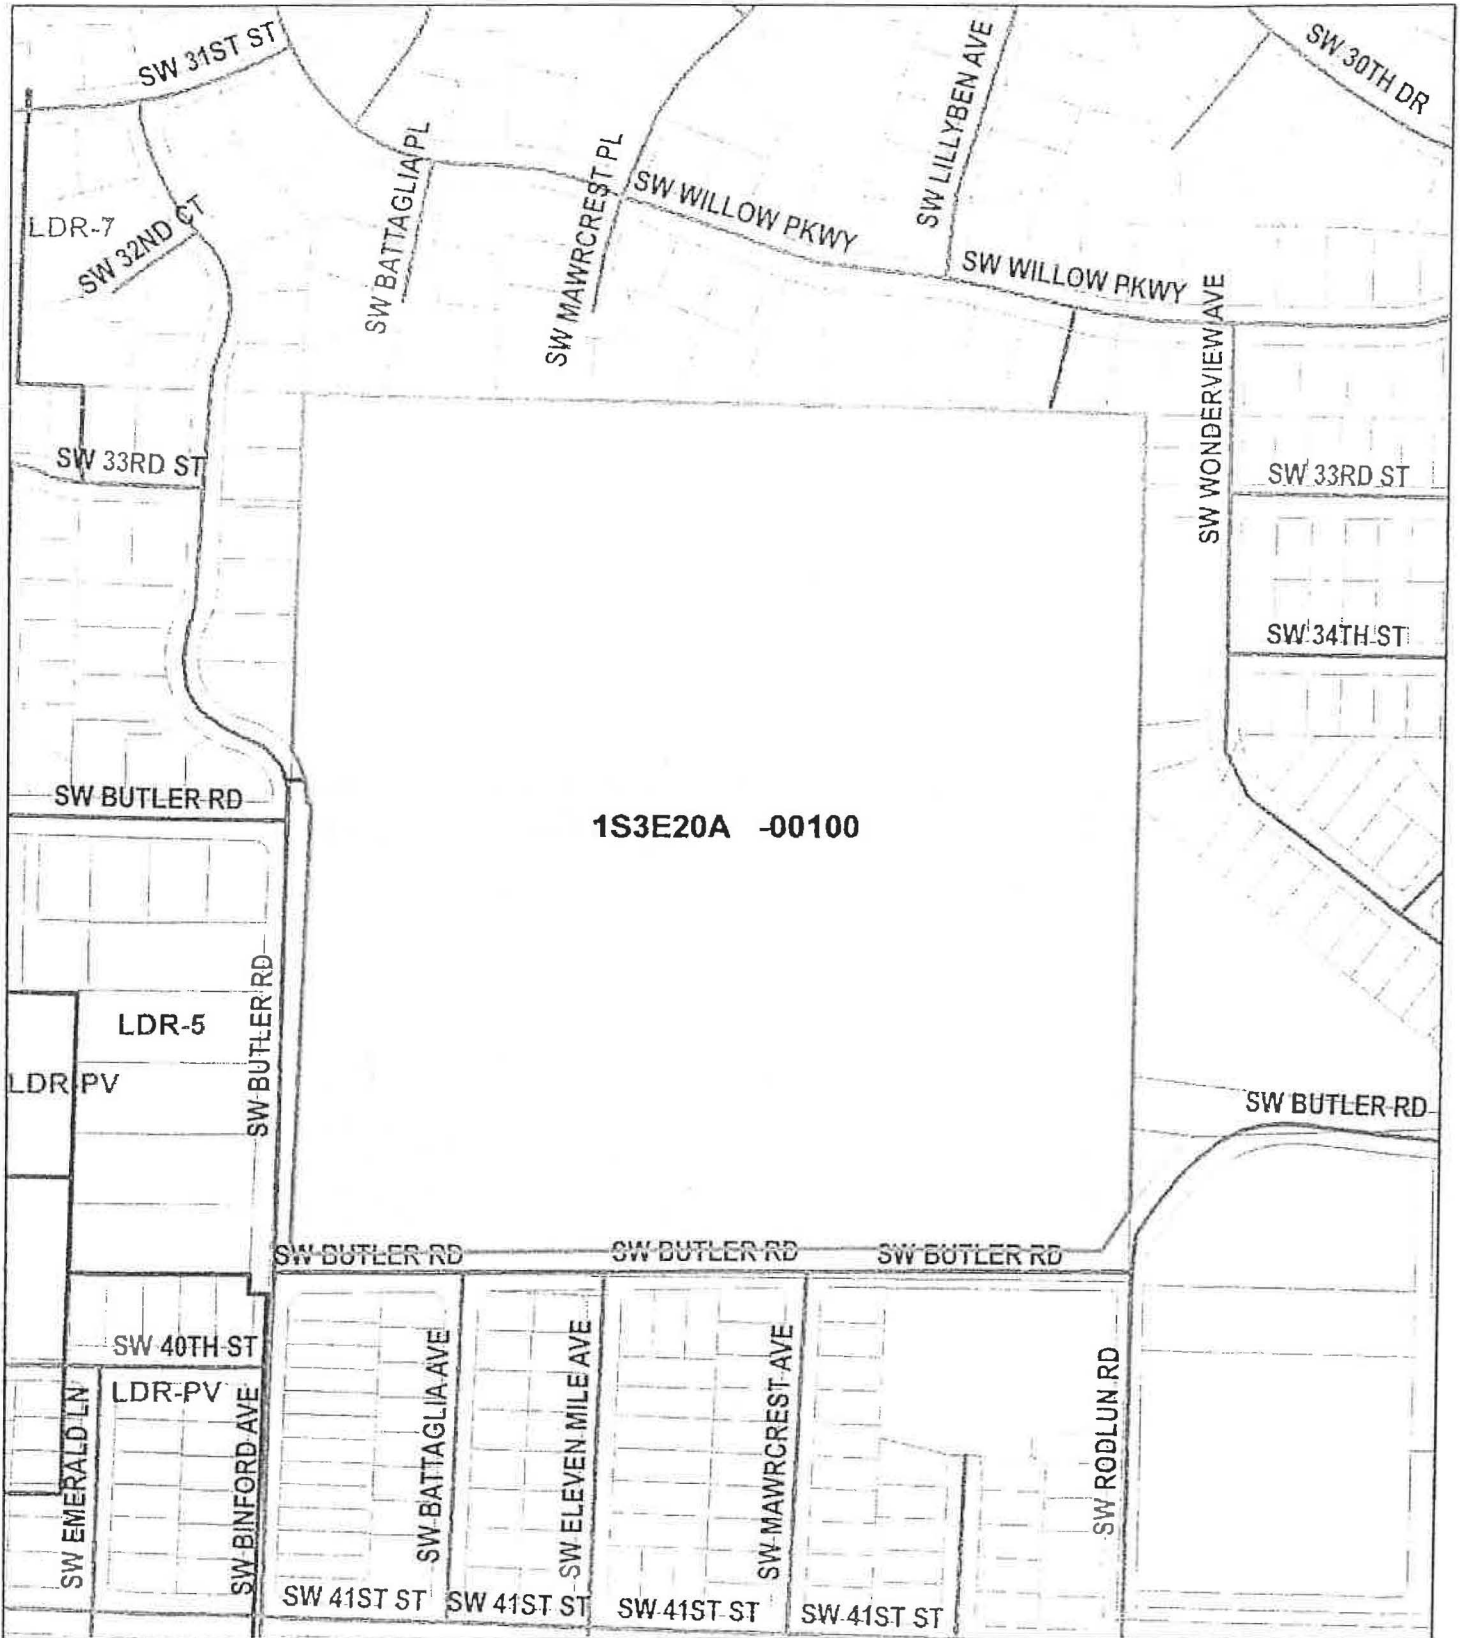 SW 31ST ST
SW 30TH DR
SW LILLYBEN AVE
SW BATTAGLIA PL
SW MAWRCREST PL
SW WILLOW PKWY
LDR-7
SW 32ND CT
SW WILLOW PKWY
SW WONDERVIEW AVE
SW 33RD ST
SW 33RD ST
SW 34TH ST
SW BUTLER RD
1S3E20A -00100
SW BUTLER RD
LDR-5
LDR-PV
SW BUTLER RD
SW BUTLER RD
SW BUTLER RD
SW BUTLER RD
SW 40TH ST
LDR-PV
SW EMERALD LN
SW BINFORD AVE
SW BATTAGLIA AVE
SW ELEVEN MILE AVE
SW MAWRCREST AVE
SW RODLUN RD
SW 41ST ST
SW 41ST ST
SW 41ST ST
SW 41ST ST